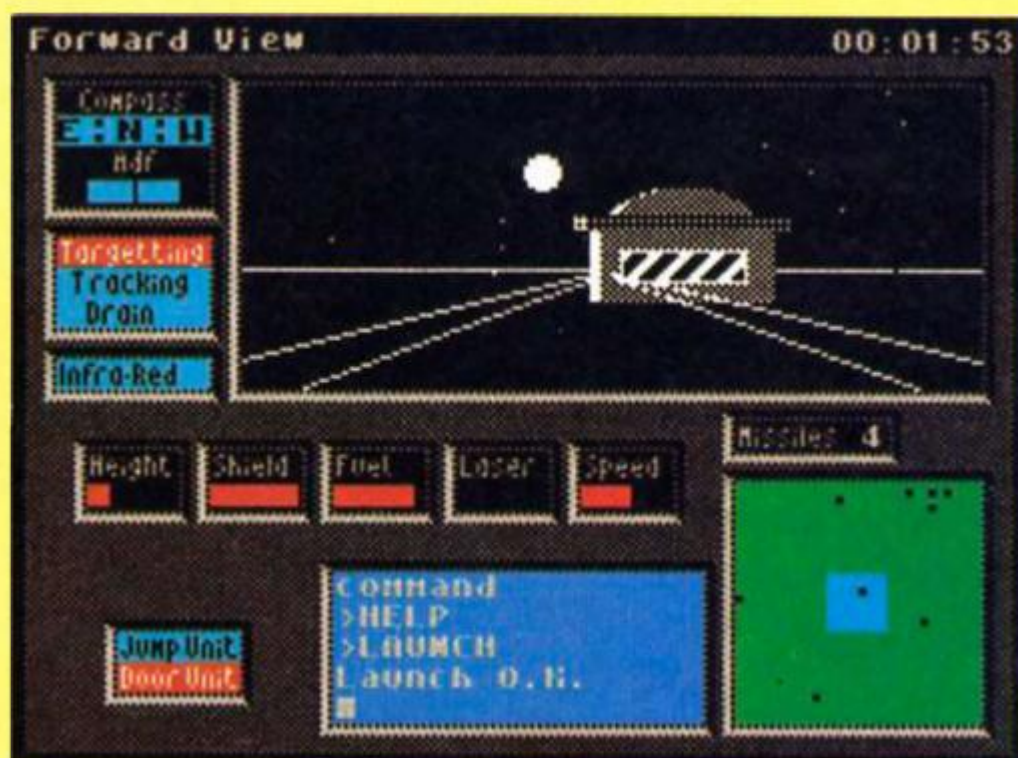 Forward View
00:01:53
Compass
E:N:W
Mdf
Targetting
Tracking
Drain
Infra-Red
Missiles 4
Height
Shield
Fuel
Laser
Speed
Command
>HELP
>LAUNCH
Launch O.K.
Jump Unit
Door Unit